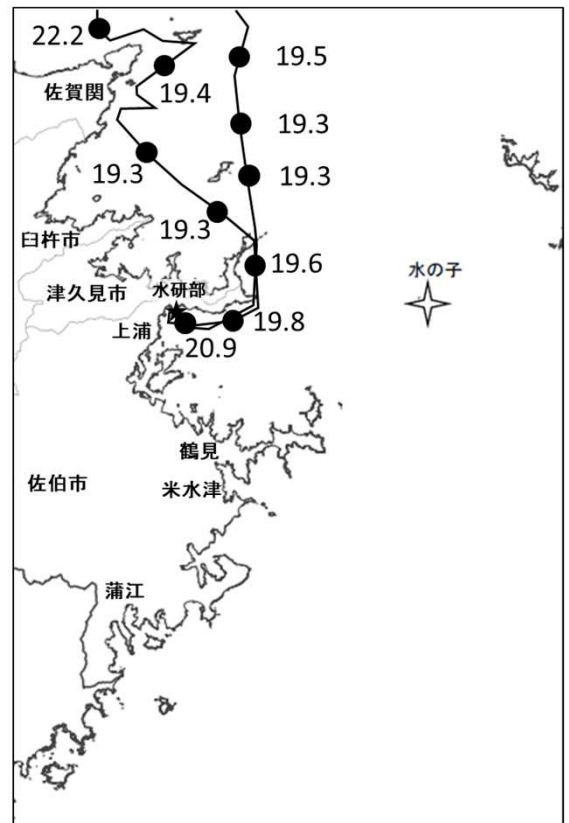 22.2
19.5
佐賀関
19.4
19.3
19.3
19.3
19.3
臼杵市
19.6
水の子
津久見市
水研部
上浦
19.8
20.9
鶴見
佐伯市
米水津
蒲江